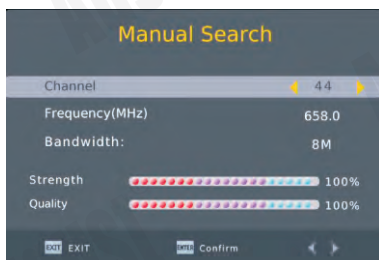 Manual Search
Channel 44
Frequency(MHz) 658.0
Bandwidth: 8M
Strength 100%
Quality 100%
EXIT EXIT ENTER Confirm